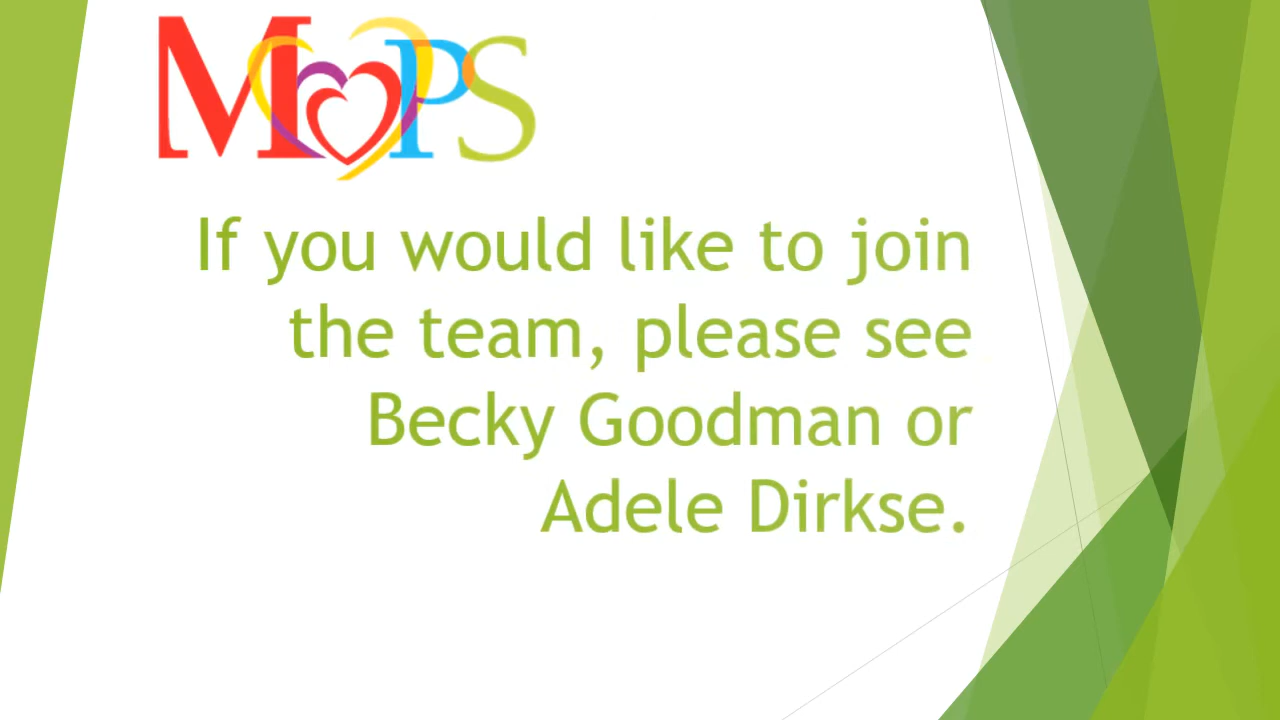 MOPS
If you would like to join
the team, please see
Becky Goodman or
Adele Dirkse.